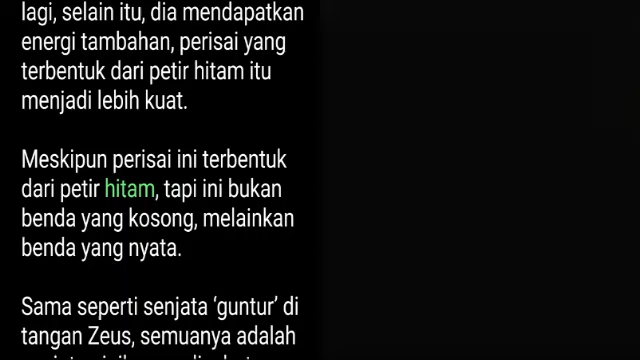 lagi, selain itu, dia mendapatkan
energi tambahan, perisai yang
terbentuk dari petir hitam itu
menjadi lebih kuat.
Meskipun perisai ini terbentuk
dari petir hitam, tapi ini bukan
benda yang kosong, melainkan
benda yang nyata.
Sama seperti senjata ‘guntur’ di
tangan Zeus, semuanya adalah